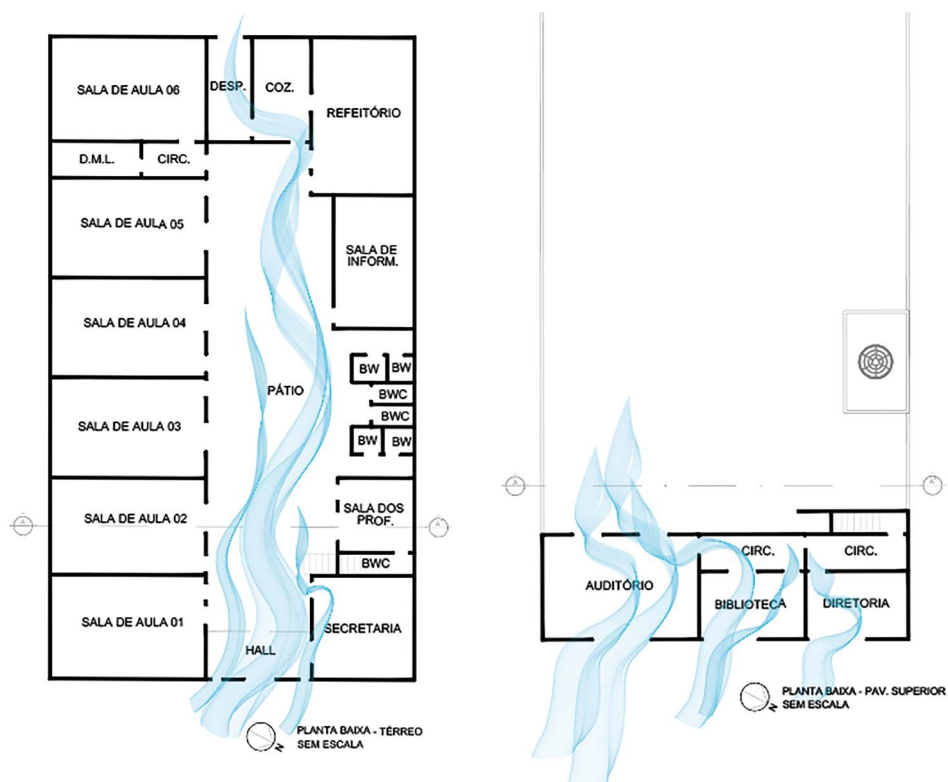 SALA DE AULA 06
DESP.
COZ.
REFEITÓRIO
D.M.L.
CIRC.
SALA DE AULA 05
SALA DE
INFORM.
SALA DE AULA 04
BW
BW
PÁTIO
BWC
BWC
SALA DE AULA 03
BW
BW
SALA DE AULA 02
SALA DOS
PROF.
A
A'
BWC
SALA DE AULA 01
SECRETARIA
HALL
N
PLANTA BAIXA - TÉRREO
SEM ESCALA
A
A'
CIRC.
CIRC.
AUDITÓRIO
BIBLIOTECA
DIRETORIA
N
PLANTA BAIXA - PAV. SUPERIOR
SEM ESCALA